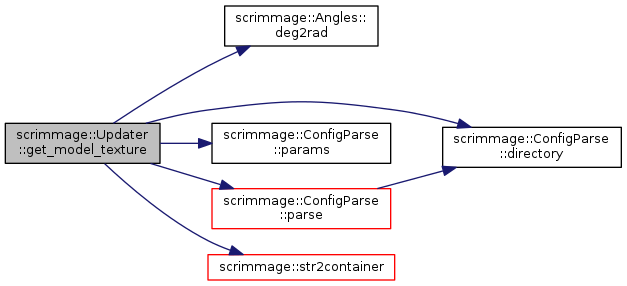 scrimmage::Angles::
deg2rad
scrimmage::Updater
::get_model_texture
scrimmage::ConfigParse
::params
scrimmage::ConfigParse
::directory
scrimmage::ConfigParse
::parse
scrimmage::str2container